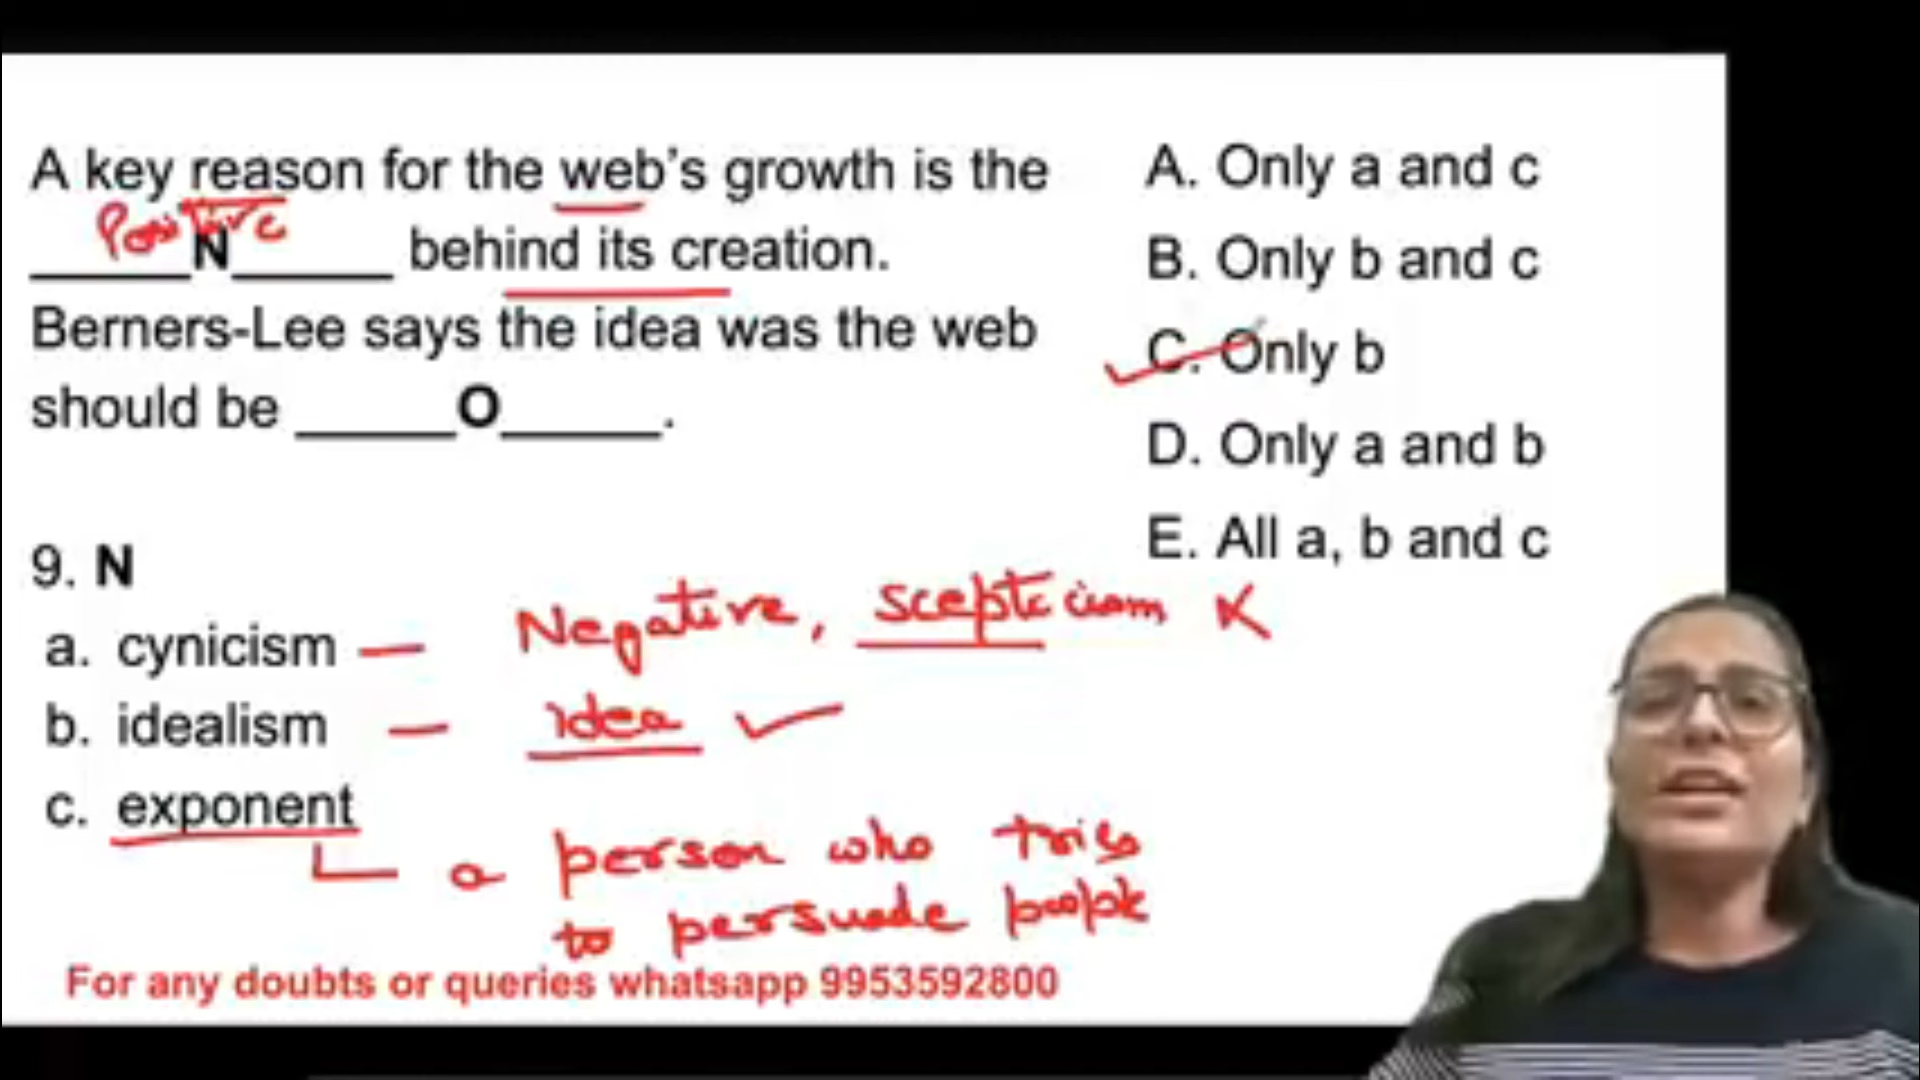 A key reason for the web's growth is the
Positive
_____N_____ behind its creation.
Berners-Lee says the idea was the web
should be _____O_____.
9. N
a. cynicism — Negative, scepticism X
b. idealism — idea ✓
c. exponent
a person who tries
to persuade people
For any doubts or queries whatsapp 9953592800
A. Only a and c
B. Only b and c
C. Only b
D. Only a and b
E. All a, b and c